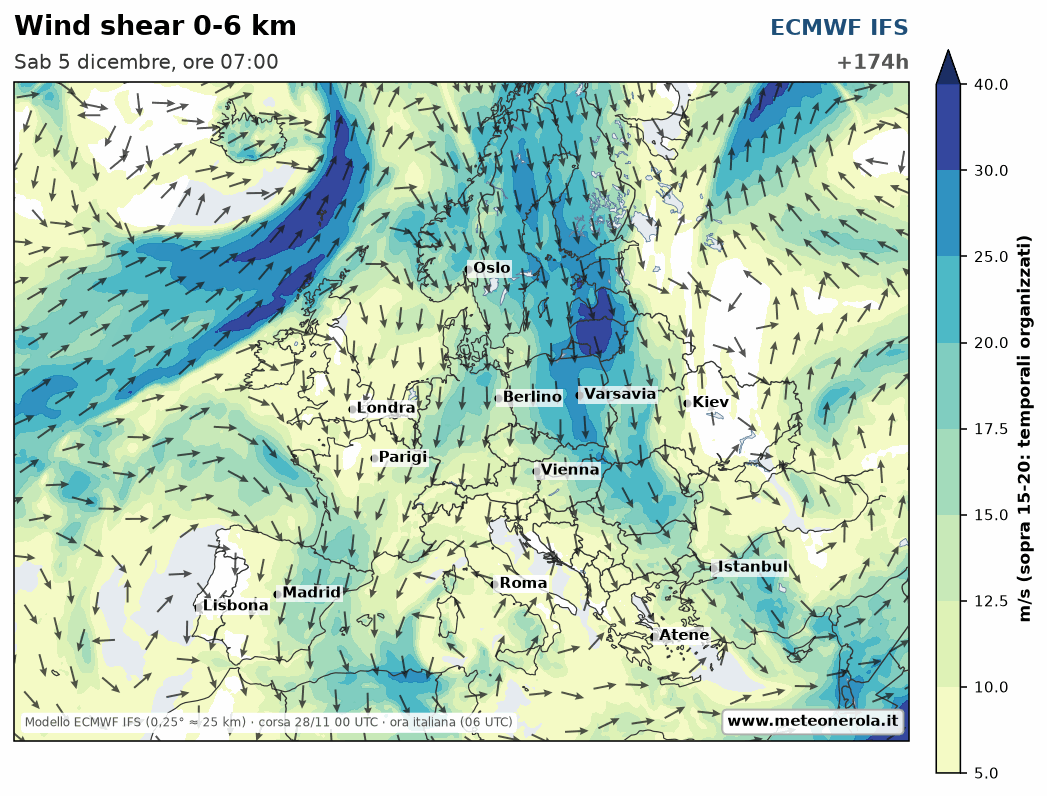 Wind shear 0-6 km
ECMWF IFS
Sab 5 dicembre, ore 07:00
+174h
40.0
30.0
25.0
20.0
17.5
15.0
12.5
10.0
5.0
m/s (sopra 15-20: temporali organizzati)
Oslo
Berlino
Varsavia
Kiev
Londra
Parigi
Vienna
Istanbul
Roma
Madrid
Lisbona
Atene
Modello ECMWF IFS (0,25° ≈ 25 km) · corsa 28/11 00 UTC · ora italiana (06 UTC)
www.meteonerola.it